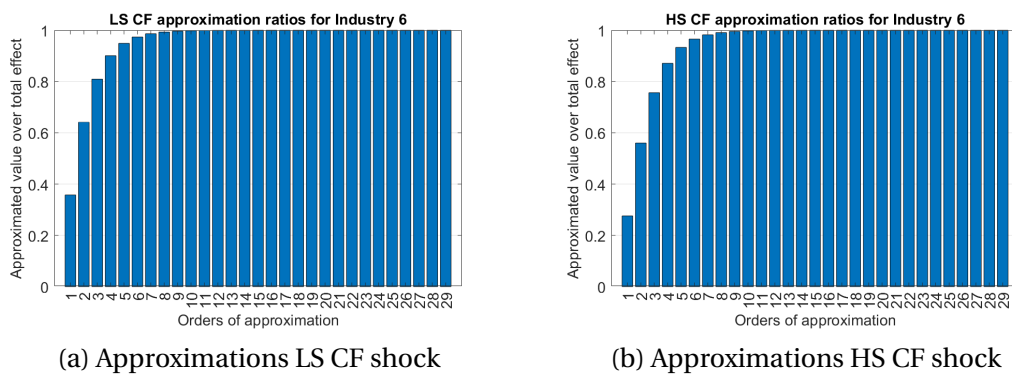 LS CF approximation ratios for Industry 6
1
0.8
0.6
0.4
0.2
0
Approximated value over total effect
1 2 3 4 5 6 7 8 9 10 11 12 13 14 15 16 17 18 19 20 21 22 23 24 25 26 27 28 29
Orders of approximation
(a) Approximations LS CF shock
HS CF approximation ratios for Industry 6
1
0.8
0.6
0.4
0.2
0
Approximated value over total effect
1 2 3 4 5 6 7 8 9 10 11 12 13 14 15 16 17 18 19 20 21 22 23 24 25 26 27 28 29
Orders of approximation
(b) Approximations HS CF shock